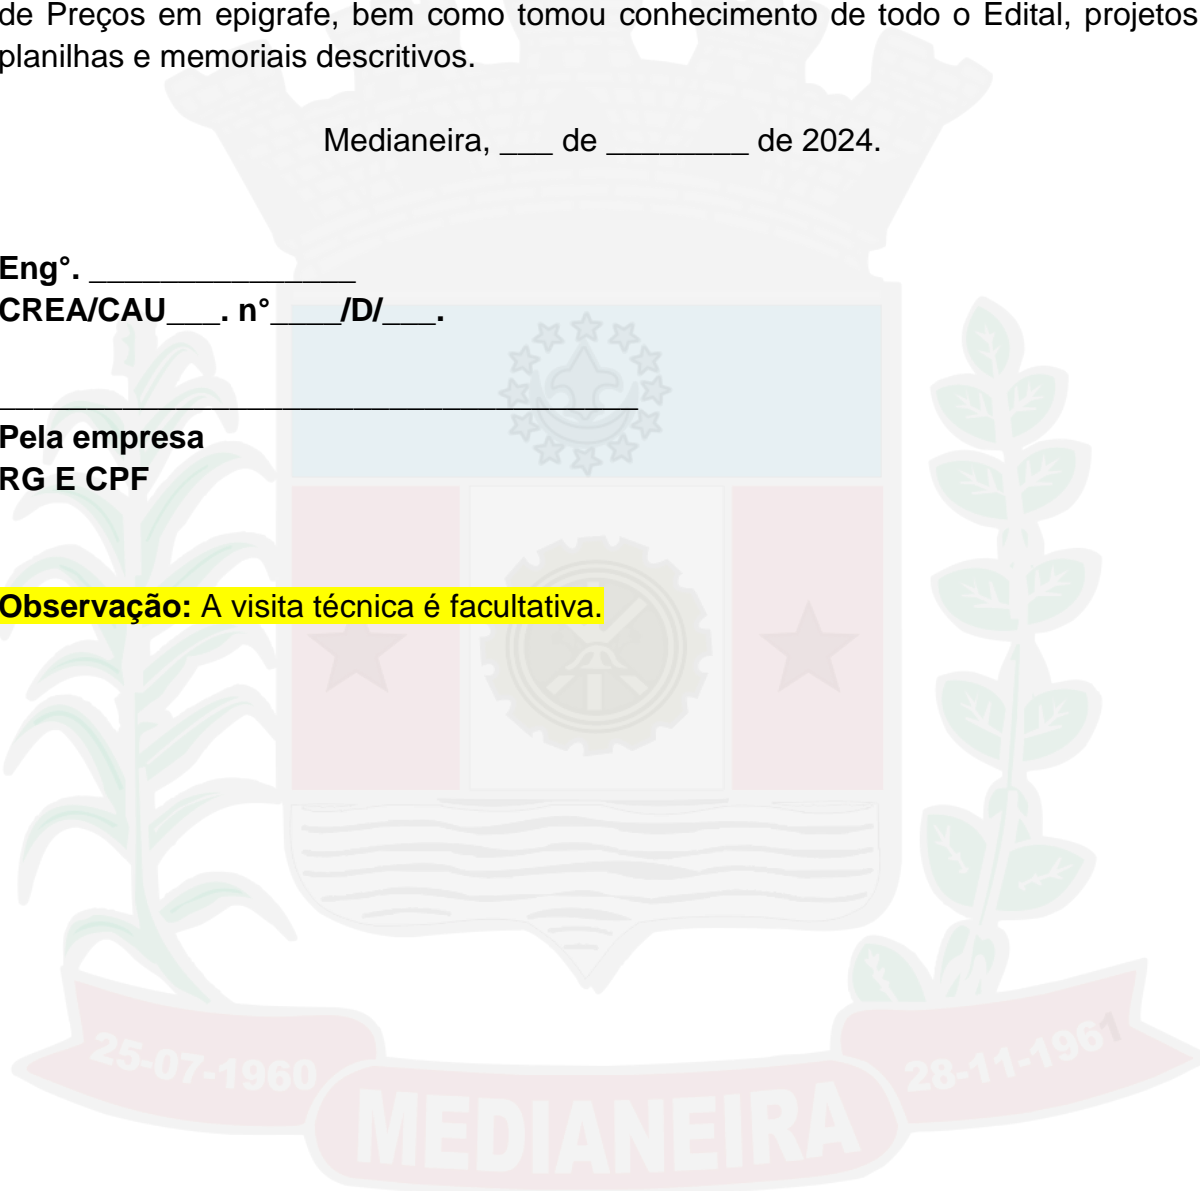 de Preços em epigrafe, bem como tomou conhecimento de todo o Edital, projetos
planilhas e memoriais descritivos.
Medianeira, ___ de ________ de 2024.
Eng°. _______________
CREA/CAU___. n°____/D/___.
____________________________________
Pela empresa
RG E CPF
Observação: A visita técnica é facultativa.
25-07-1960
28-11-1961
MEDIANEIRA